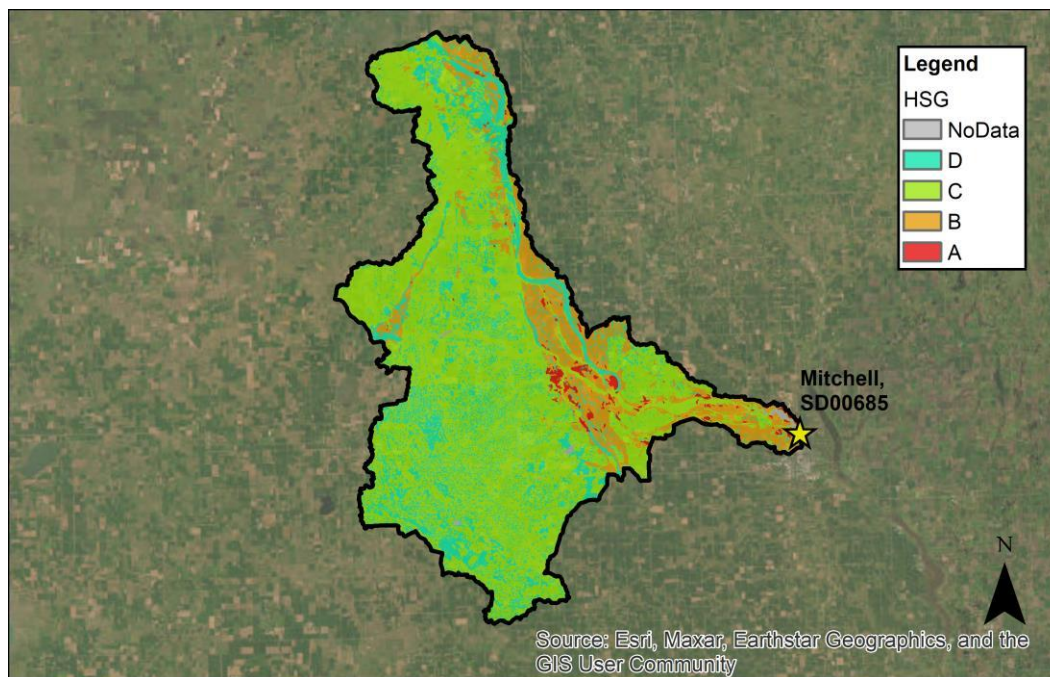 Legend
HSG
NoData
D
C
B
A
Mitchell,
SD00685
N
Source: Esri, Maxar, Earthstar Geographics, and the
GIS User Community